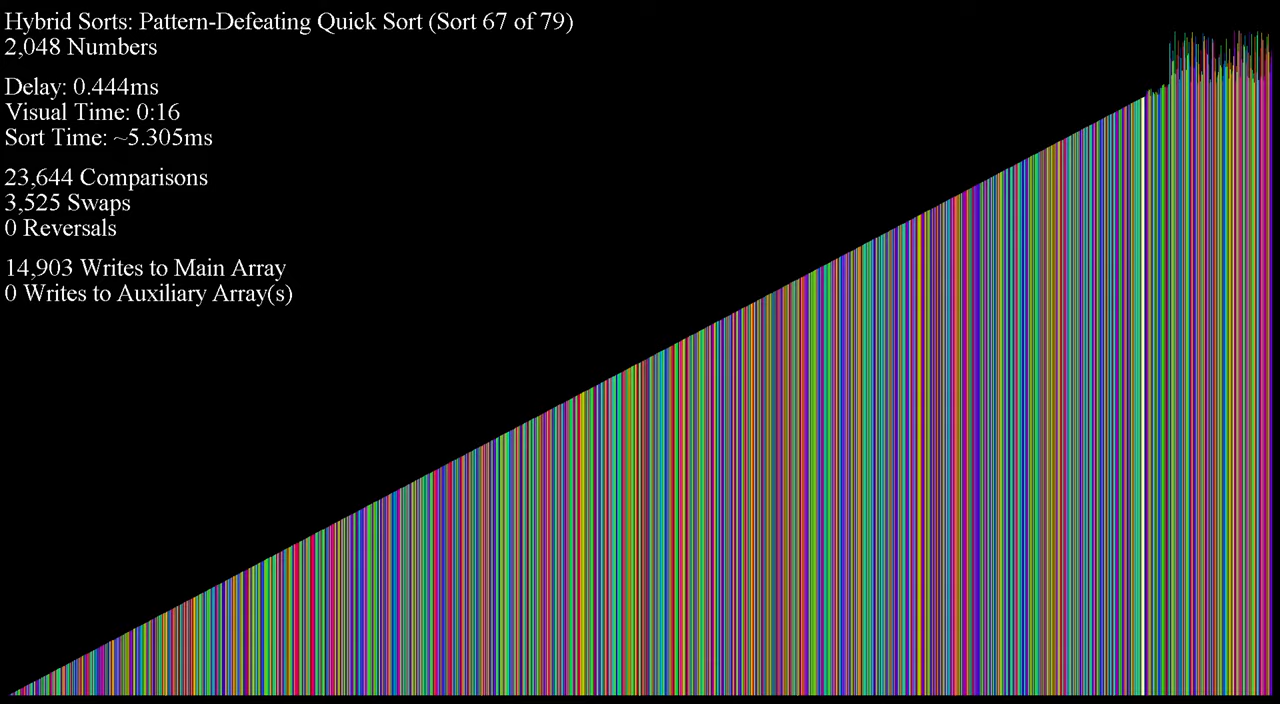 Hybrid Sorts: Pattern-Defeating Quick Sort (Sort 67 of 79)
2,048 Numbers
Delay: 0.444ms
Visual Time: 0:16
Sort Time: ~5.305ms
23,644 Comparisons
3,525 Swaps
0 Reversals
14,903 Writes to Main Array
0 Writes to Auxiliary Array(s)